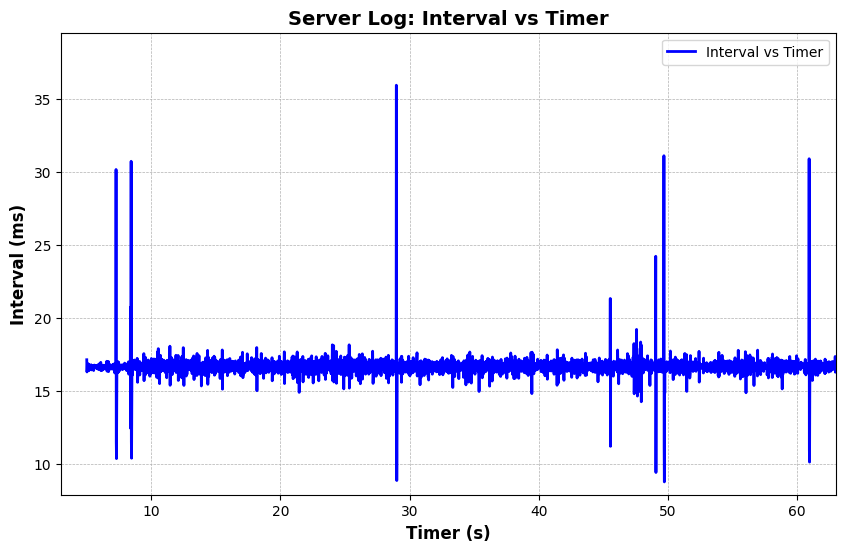 Server Log: Interval vs Timer
Interval vs Timer
35
30
25
20
15
10
Interval (ms)
10 20 30 40 50 60
Timer (s)